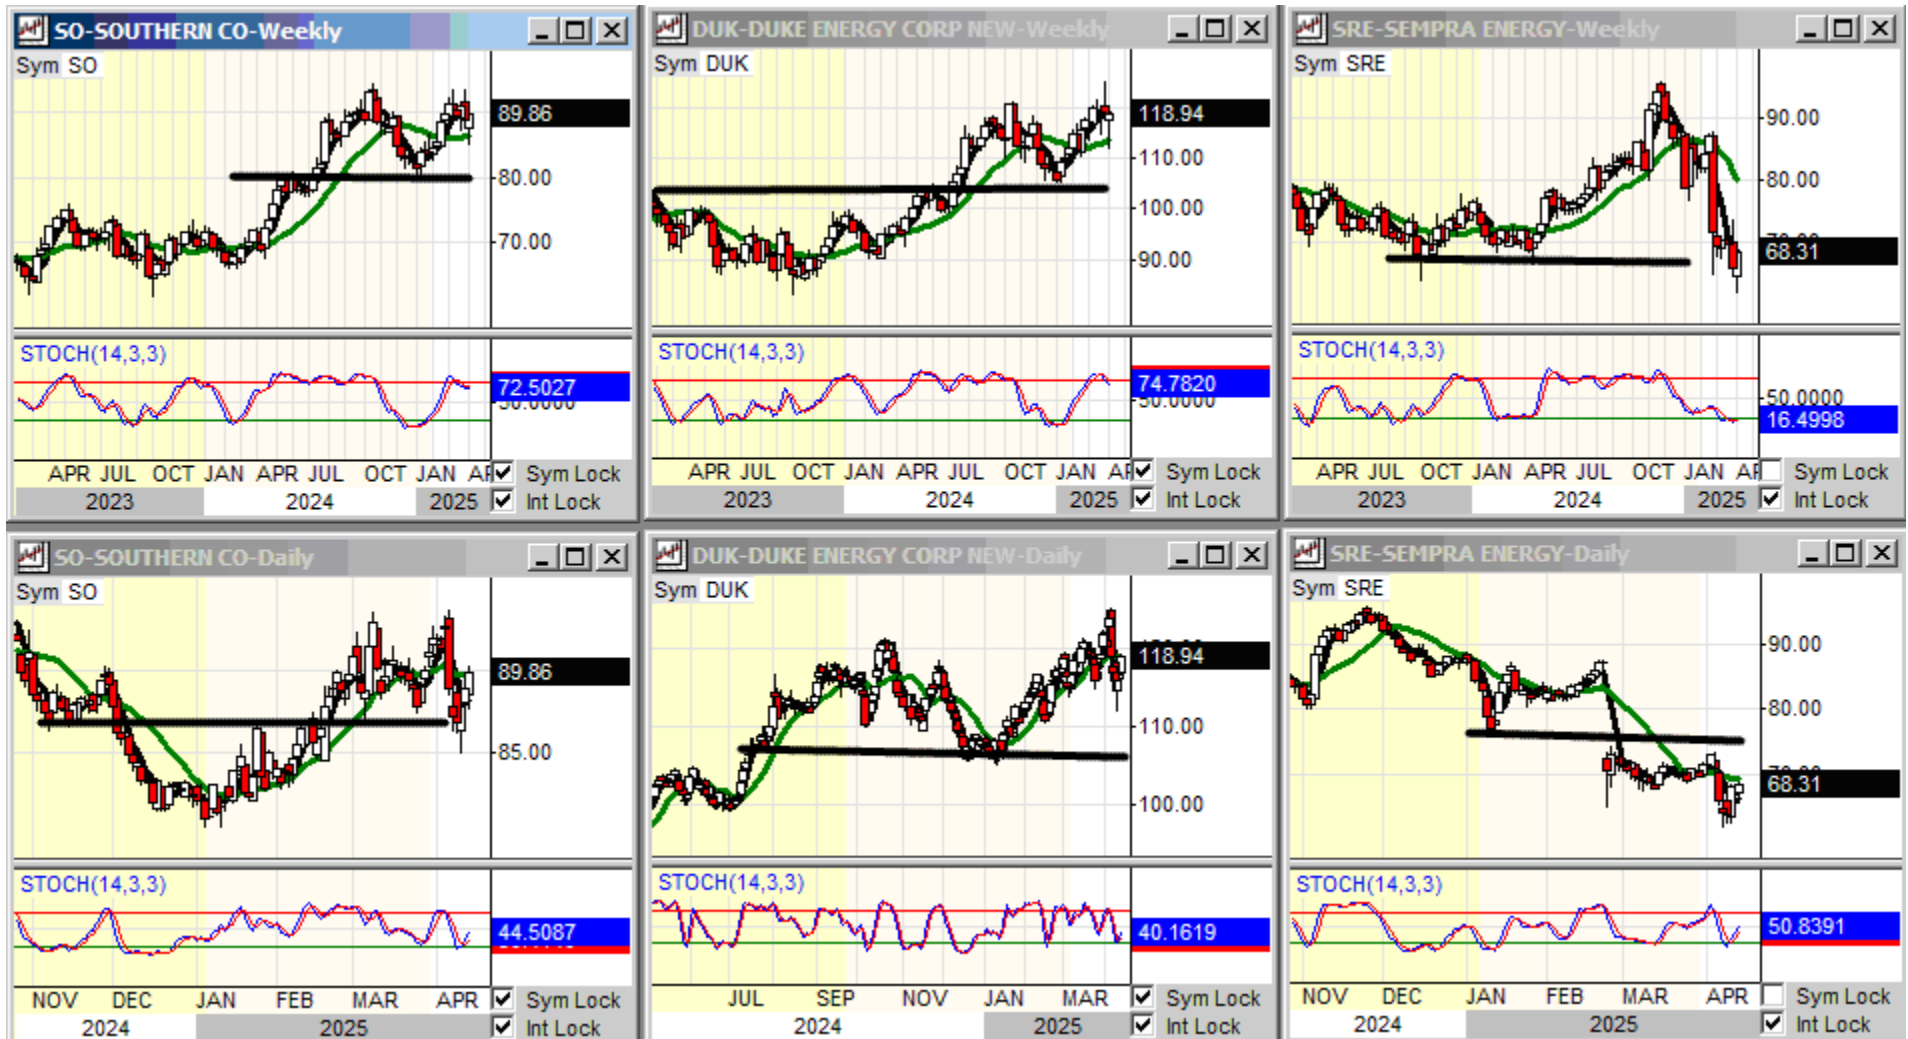 SO-SOUTHERN CO-Weekly
Sym SO
89.86
80.00
70.00
STOCH(14,3,3)
72.5027
50.0000
APR JUL OCT JAN APR JUL OCT JAN
Sym Lock
2023 2024 2025
Int Lock
DUK-DUKE ENERGY CORP NEW-Weekly
Sym DUK
118.94
110.00
100.00
90.00
STOCH(14,3,3)
74.7820
50.0000
APR JUL OCT JAN APR JUL OCT JAN
Sym Lock
2023 2024 2025
Int Lock
SRE-SEMPRA ENERGY-Weekly
Sym SRE
90.00
80.00
70.00
68.31
STOCH(14,3,3)
50.0000
16.4998
APR JUL OCT JAN APR JUL OCT JAN
Sym Lock
2023 2024 2025
Int Lock
SO-SOUTHERN CO-Daily
Sym SO
89.86
85.00
STOCH(14,3,3)
44.5087
NOV DEC JAN FEB MAR APR
Sym Lock
2024 2025
Int Lock
DUK-DUKE ENERGY CORP NEW-Daily
Sym DUK
118.94
110.00
100.00
STOCH(14,3,3)
40.1619
JUL SEP NOV JAN MAR
Sym Lock
2024 2025
Int Lock
SRE-SEMPRA ENERGY-Daily
Sym SRE
90.00
80.00
68.31
STOCH(14,3,3)
50.8391
NOV DEC JAN FEB MAR APR
Sym Lock
2024 2025
Int Lock